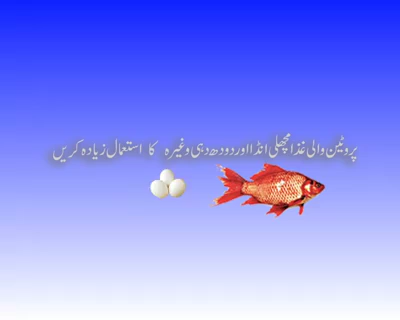 پروٹین والی غذا مچھلی انڈا اور دودھ دہی وغیرہ کا استعمال زیادہ کریں